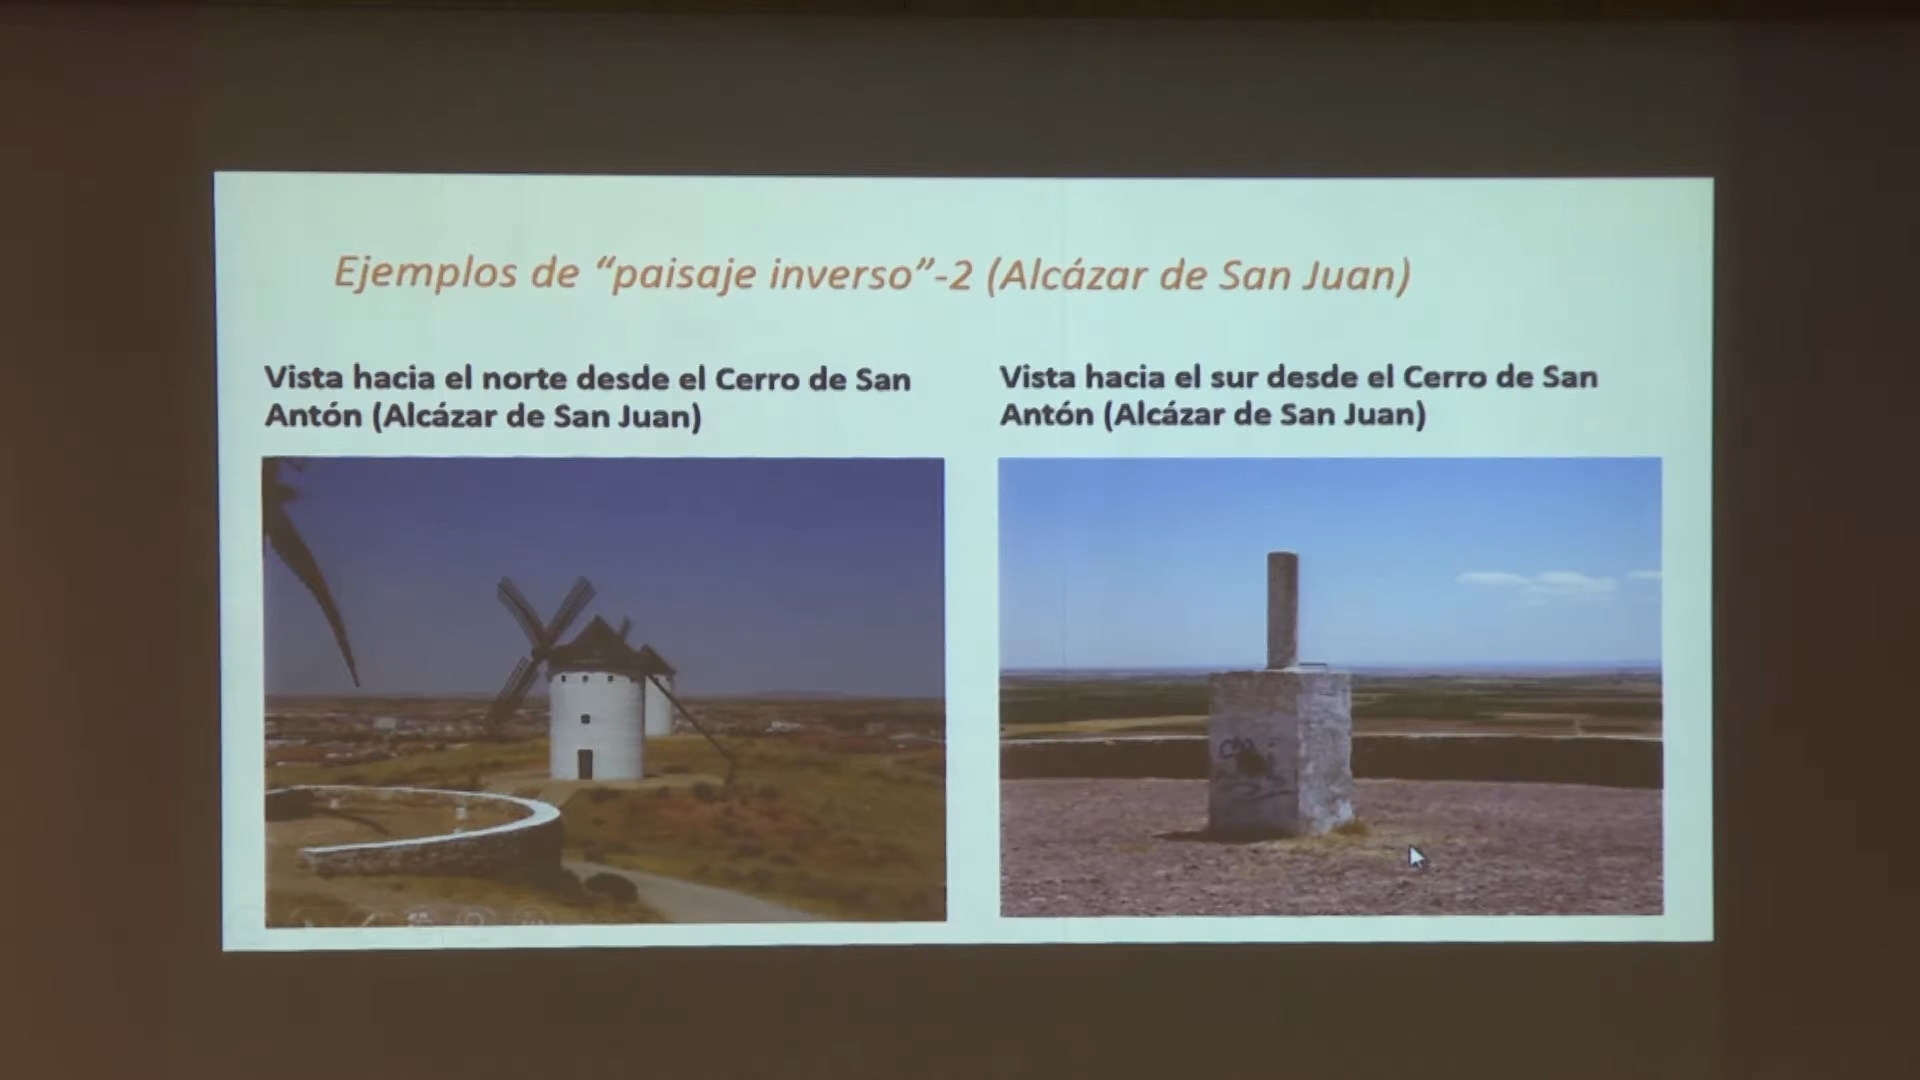 Ejemplos de “paisaje inverso”-2 (Alcázar de San Juan)
Vista hacia el norte desde el Cerro de San
Antón (Alcázar de San Juan)
Vista hacia el sur desde el Cerro de San
Antón (Alcázar de San Juan)